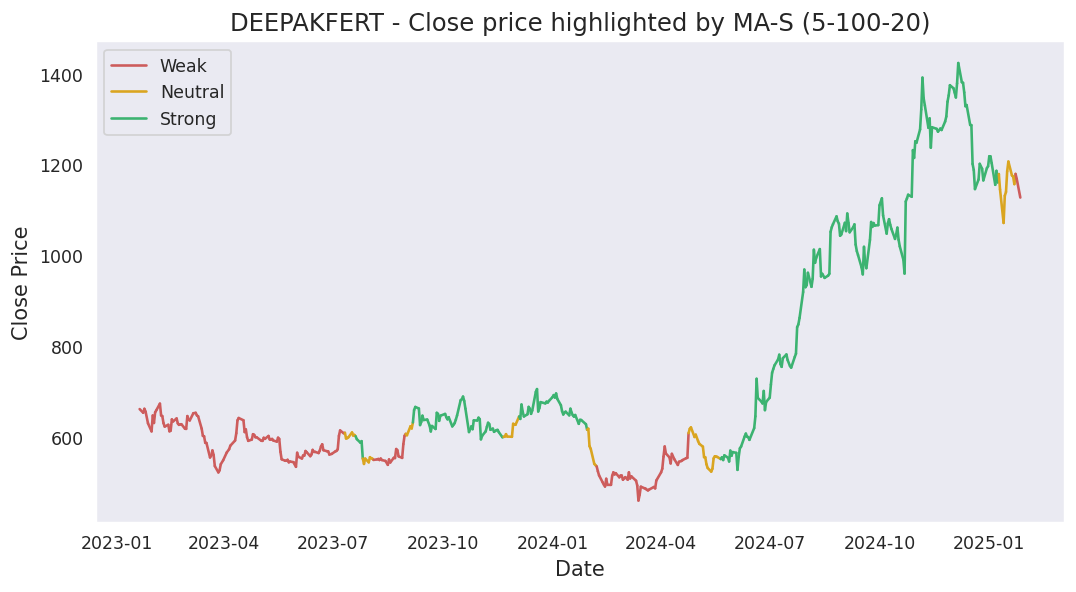 DEEPAKFERT - Close price highlighted by MA-S (5-100-20)
Weak
Neutral
Strong
1400
1200
1000
800
600
Close Price
2023-01 2023-04 2023-07 2023-10 2024-01 2024-04 2024-07 2024-10 2025-01
Date